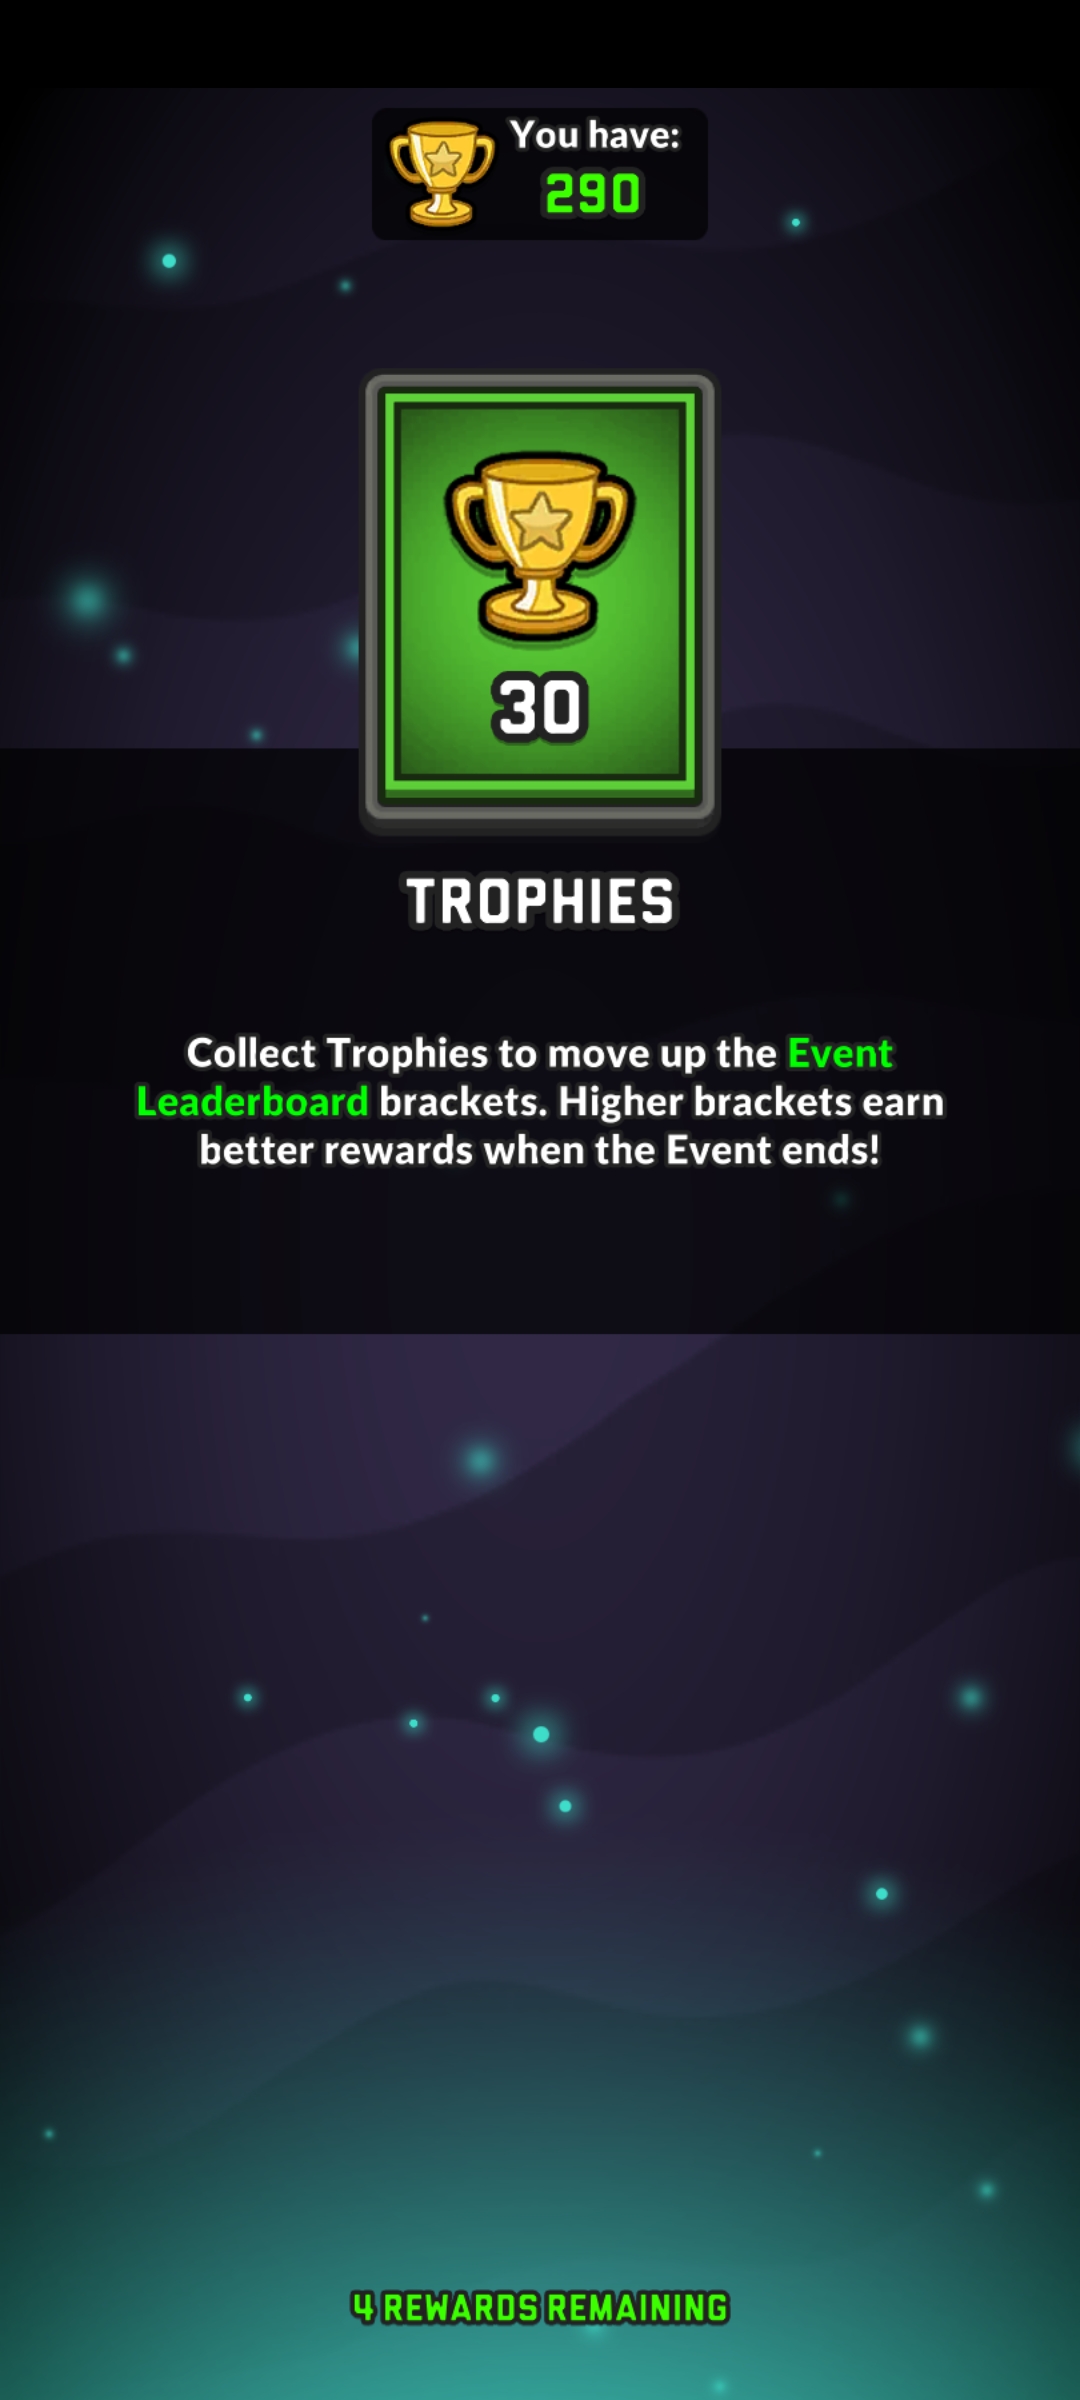 You have:
290
30
TROPHIES
Collect Trophies to move up the Event
Leaderboard brackets. Higher brackets earn
better rewards when the Event ends!
4 REWARDS REMAINING